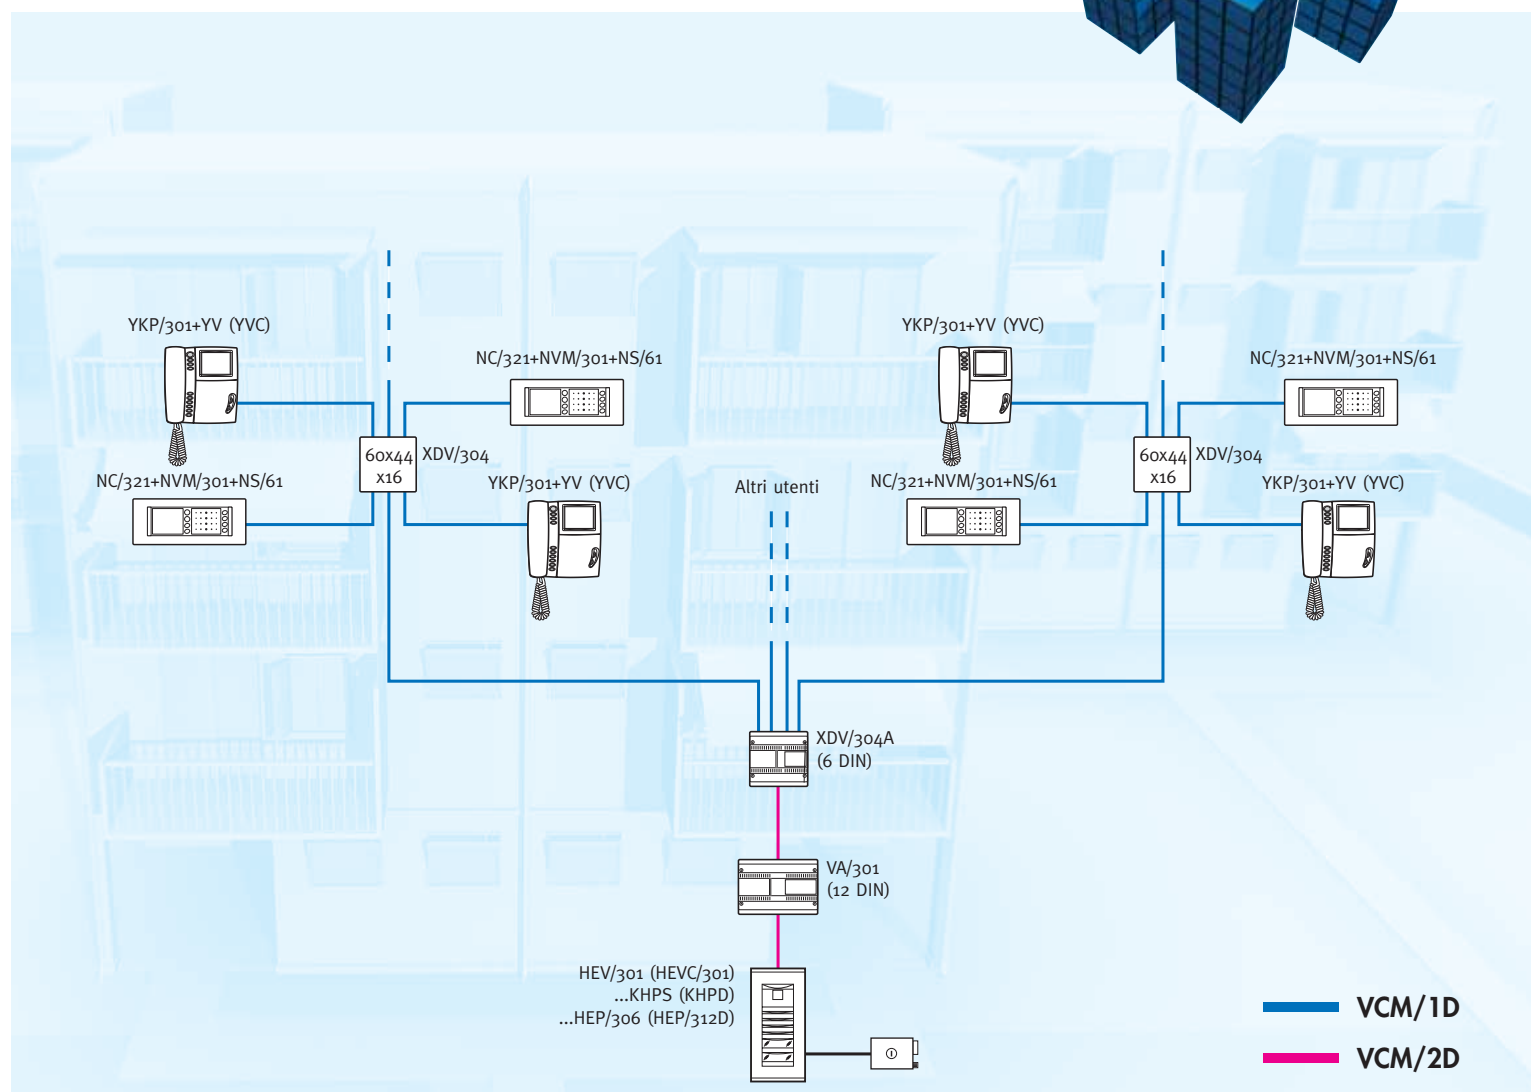 YKP/301+YV (YVC)
NC/321+NVM/301+NS/61
60x44
x16
XDV/304
NC/321+NVM/301+NS/61
YKP/301+YV (YVC)
Altri utenti
YKP/301+YV (YVC)
NC/321+NVM/301+NS/61
60x44
x16
XDV/304
NC/321+NVM/301+NS/61
YKP/301+YV (YVC)
XDV/304A
(6 DIN)
VA/301
(12 DIN)
HEV/301 (HEVC/301)
...KHPS (KHPD)
...HEP/306 (HEP/312D)
VCM/1D
VCM/2D